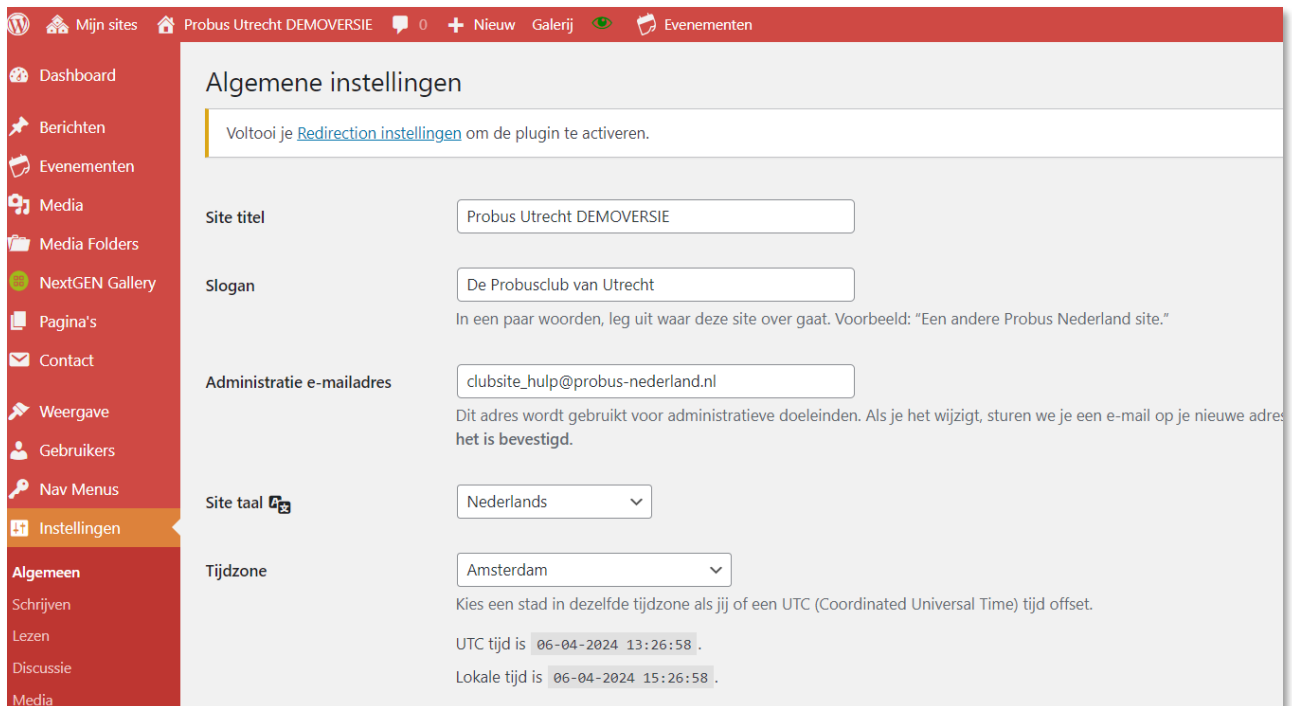 Mijn sites Probus Utrecht DEMOVERSIE 0 Nieuw Galerij Evenementen
Dashboard
Berichten
Evenementen
Media
Media Folders
NextGEN Gallery
Pagina's
Contact
Weergave
Gebruikers
Nav Menus
Instellingen
Algemeen
Schrijven
Lezen
Discussie
Media
Algemene instellingen
Voltooi je Redirection instellingen om de plugin te activeren.
Site titel
Probus Utrecht DEMOVERSIE
Slogan
De Probusclub van Utrecht
In een paar woorden, leg uit waar deze site over gaat. Voorbeeld: “Een andere Probus Nederland site.”
Administratie e-mailadres
clubsite_hulp@probus-nederland.nl
Dit adres wordt gebruikt voor administratieve doeleinden. Als je het wijzigt, sturen we je een e-mail op je nieuwe adres
het is bevestigd.
Site taal
Nederlands
Tijdzone
Amsterdam
Kies een stad in dezelfde tijdzone als jij of een UTC (Coordinated Universal Time) tijd offset.
UTC tijd is 06-04-2024 13:26:58 .
Lokale tijd is 06-04-2024 15:26:58 .